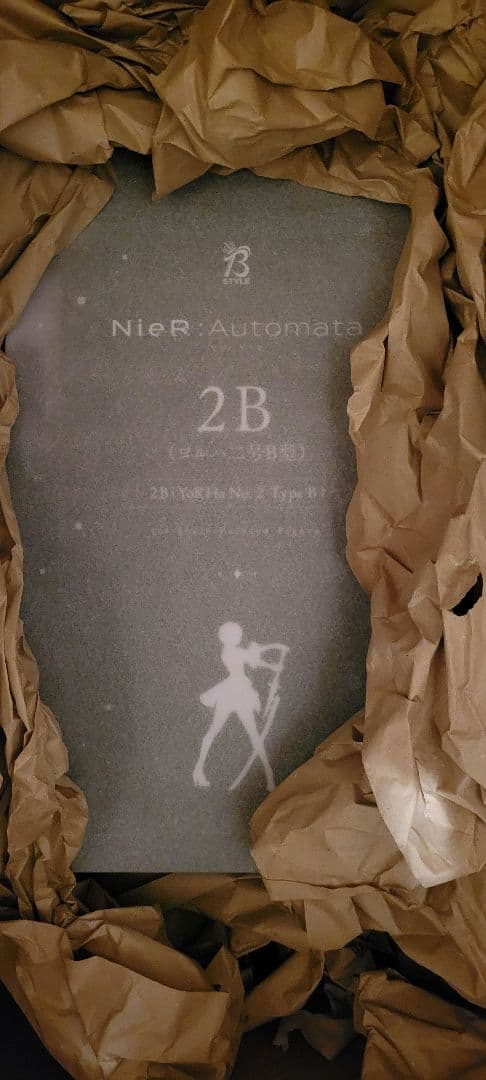 B
STYLE
NieR:Automata
2B
(ヨルハ二号B型)
2B (YoRHa No. 2 Type B)